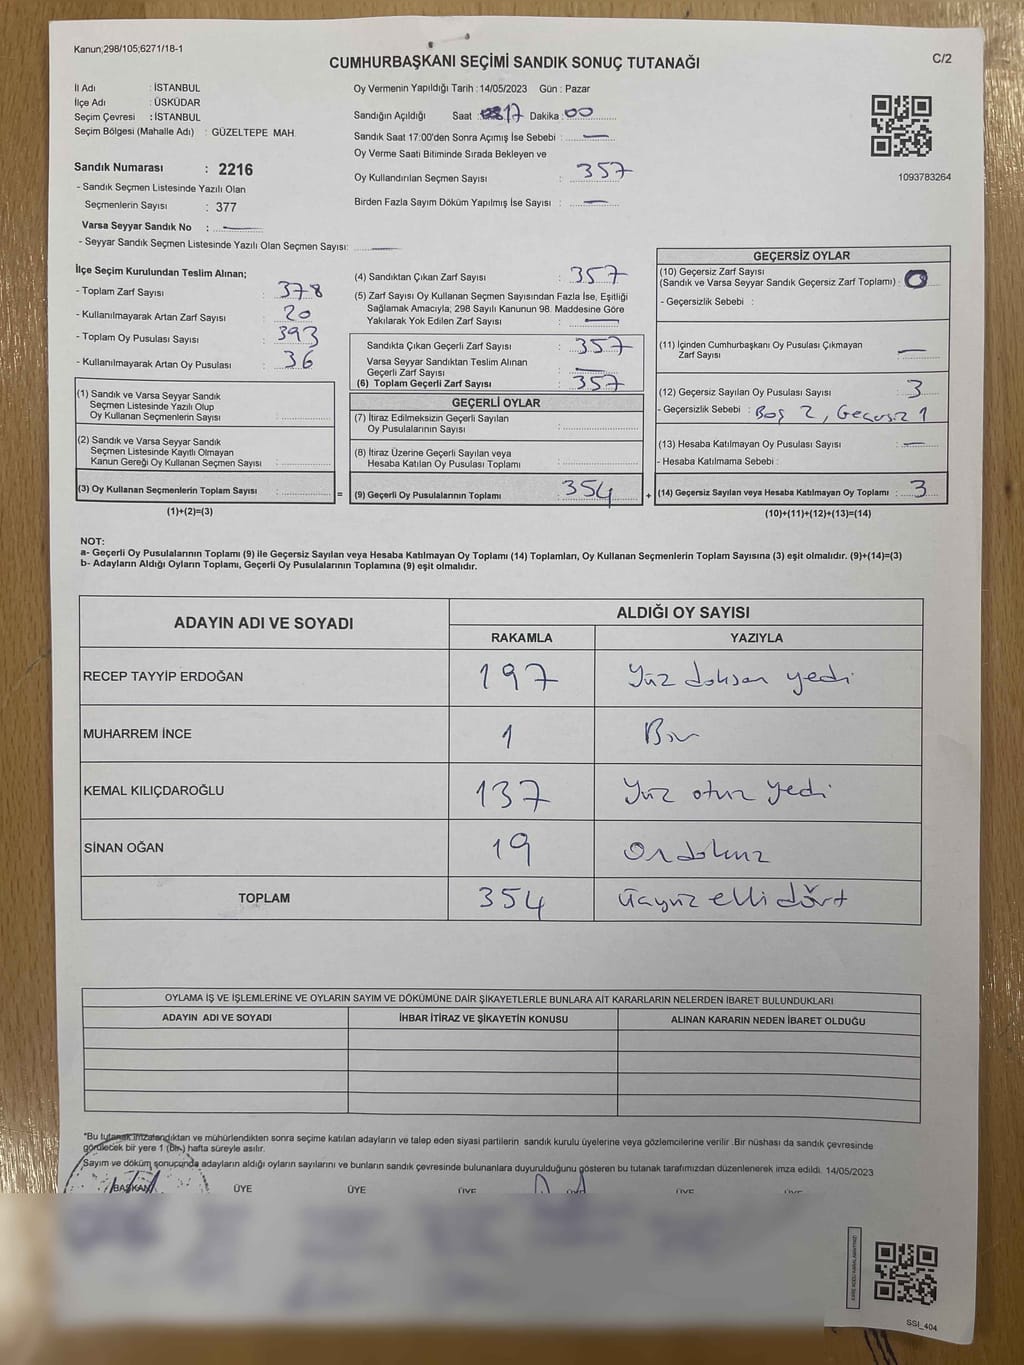 Kanun;298/105;6271/18-1
CUMHURBAŞKANI SEÇİMİ SANDIK SONUÇ TUTANAĞI
C/2
İl Adı : İSTANBUL
İlçe Adı : ÜSKÜDAR
Seçim Çevresi : İSTANBUL
Seçim Bölgesi (Mahalle Adı) : GÜZELTEPE MAH.
Sandık Numarası : 2216
- Sandık Seçmen Listesinde Yazılı Olan
Seçmenlerin Sayısı : 377
Varsa Seyyar Sandık No : —
- Seyyar Sandık Seçmen Listesinde Yazılı Olan Seçmen Sayısı: —
Oy Vermenin Yapıldığı Tarih : 14/05/2023 Gün : Pazar
Sandığın Açıldığı Saat : 17 Dakika : 00
Sandık Saat 17:00'den Sonra Açımış İse Sebebi : —
Oy Verme Saati Bitiminde Sırada Bekleyen ve
Oy Kullandırılan Seçmen Sayısı : 357
Birden Fazla Sayım Döküm Yapılmış İse Sayısı : —
1093783264
İlçe Seçim Kurulundan Teslim Alınan;
- Toplam Zarf Sayısı : 378
- Kullanılmayarak Artan Zarf Sayısı : 20
- Toplam Oy Pusulası Sayısı : 393
- Kullanılmayarak Artan Oy Pusulası : 36
(1) Sandık ve Varsa Seyyar Sandık
Seçmen Listesinde Yazılı Olup
Oy Kullanan Seçmenlerin Sayısı :
(2) Sandık ve Varsa Seyyar Sandık
Seçmen Listesinde Kayıtlı Olmayan
Kanun Gereği Oy Kullanan Seçmen Sayısı :
(3) Oy Kullanan Seçmenlerin Toplam Sayısı :
(1)+(2)=(3)
=
(4) Sandıktan Çıkan Zarf Sayısı : 357
(5) Zarf Sayısı Oy Kullanan Seçmen Sayısından Fazla İse, Eşitliği
Sağlamak Amacıyla; 298 Sayılı Kanunun 98. Maddesine Göre
Yakılarak Yok Edilen Zarf Sayısı : —
Sandıkta Çıkan Geçerli Zarf Sayısı : 357
Varsa Seyyar Sandıktan Teslim Alınan
Geçerli Zarf Sayısı : —
(6) Toplam Geçerli Zarf Sayısı : 357
GEÇERLİ OYLAR
(7) İtiraz Edilmeksizin Geçerli Sayılan
Oy Pusulalarının Sayısı :
(8) İtiraz Üzerine Geçerli Sayılan veya
Hesaba Katılan Oy Pusulası Toplamı :
(9) Geçerli Oy Pusulalarının Toplamı : 354
+
GEÇERSİZ OYLAR
(10) Geçersiz Zarf Sayısı
(Sandık ve Varsa Seyyar Sandık Geçersiz Zarf Toplamı) : 0
- Geçersizlik Sebebi :
(11) İçinden Cumhurbaşkanı Oy Pusulası Çıkmayan
Zarf Sayısı : —
(12) Geçersiz Sayılan Oy Pusulası Sayısı : 3
- Geçersizlik Sebebi : Boş 2, Geçersiz 1
(13) Hesaba Katılmayan Oy Pusulası Sayısı : —
- Hesaba Katılmama Sebebi :
(14) Geçersiz Sayılan veya Hesaba Katılmayan Oy Toplamı : 3
(10)+(11)+(12)+(13)=(14)
NOT:
a- Geçerli Oy Pusulalarının Toplamı (9) ile Geçersiz Sayılan veya Hesaba Katılmayan Oy Toplamı (14) Toplamları, Oy Kullanan Seçmenlerin Toplam Sayısına (3) eşit olmalıdır. (9)+(14)=(3)
b- Adayların Aldığı Oyların Toplamı, Geçerli Oy Pusulalarının Toplamına (9) eşit olmalıdır.
ADAYIN ADI VE SOYADI
ALDIĞI OY SAYISI
RAKAMLA YAZIYLA
RECEP TAYYİP ERDOĞAN 197 Yüz doksan yedi
MUHARREM İNCE 1 Bir
KEMAL KILIÇDAROĞLU 137 Yüz otuz yedi
SİNAN OĞAN 19 On dokuz
TOPLAM 354 Üçyüz elli dört
OYLAMA İŞ VE İŞLEMLERİNE VE OYLARIN SAYIM VE DÖKÜMÜNE DAİR ŞİKAYETLERLE BUNLARA AİT KARARLARIN NELERDEN İBARET BULUNDUKLARI
ADAYIN ADI VE SOYADI İHBAR İTİRAZ VE ŞİKAYETİN KONUSU ALINAN KARARIN NEDEN İBARET OLDUĞU
*Bu tutanak imzalandıktan ve mühürlendikten sonra seçime katılan adayların ve talep eden siyasi partilerin sandık kurulu üyelerine veya gözlemcilerine verilir .Bir nüshası da sandık çevresinde
görülecek bir yere 1 (bir) hafta süreyle asılır.
Sayım ve döküm sonucunda adayların aldığı oyların sayılarını ve bunların sandık çevresinde bulunanlara duyurulduğunu gösteren bu tutanak tarafımızdan düzenlenerek imza edildi. 14/05/2023
BAŞKAN ÜYE ÜYE ÜYE ÜYE ÜYE ÜYE
SSI_404